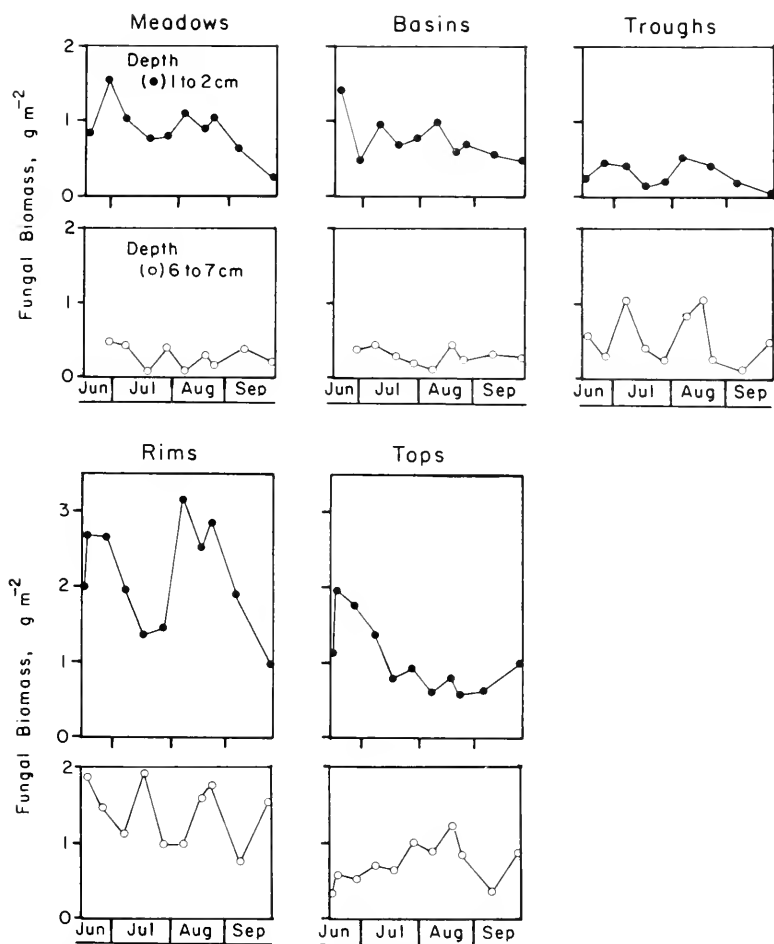 Meadows
Basins
Troughs
Fungal Biomass, g m⁻²
2
1
0
Depth
(●) 1 to 2 cm
2
1
0
Depth
(○) 6 to 7 cm
Jun Jul Aug Sep
Jun Jul Aug Sep
Jun Jul Aug Sep
Rims
Tops
Fungal Biomass, g m⁻²
3
2
1
0
2
1
0
Jun Jul Aug Sep
Jun Jul Aug Sep